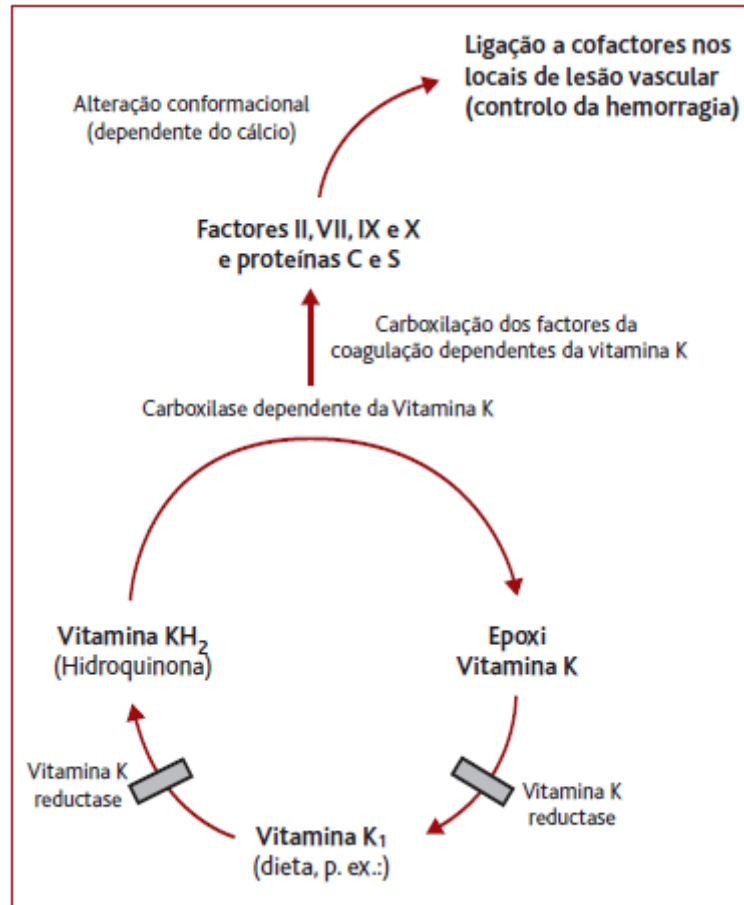 Ligação a cofactores nos
locais de lesão vascular
(controlo da hemorragia)
Alteração conformacional
(dependente do cálcio)
Factores II, VII, IX e X
e proteínas C e S
Carboxilação dos factores da
coagulação dependentes da vitamina K
Carboxilase dependente da Vitamina K
Vitamina KH₂
(Hidroquinona)
Epoxi
Vitamina K
Vitamina K
reductase
Vitamina K
reductase
Vitamina K₁
(dieta, p. ex.:)